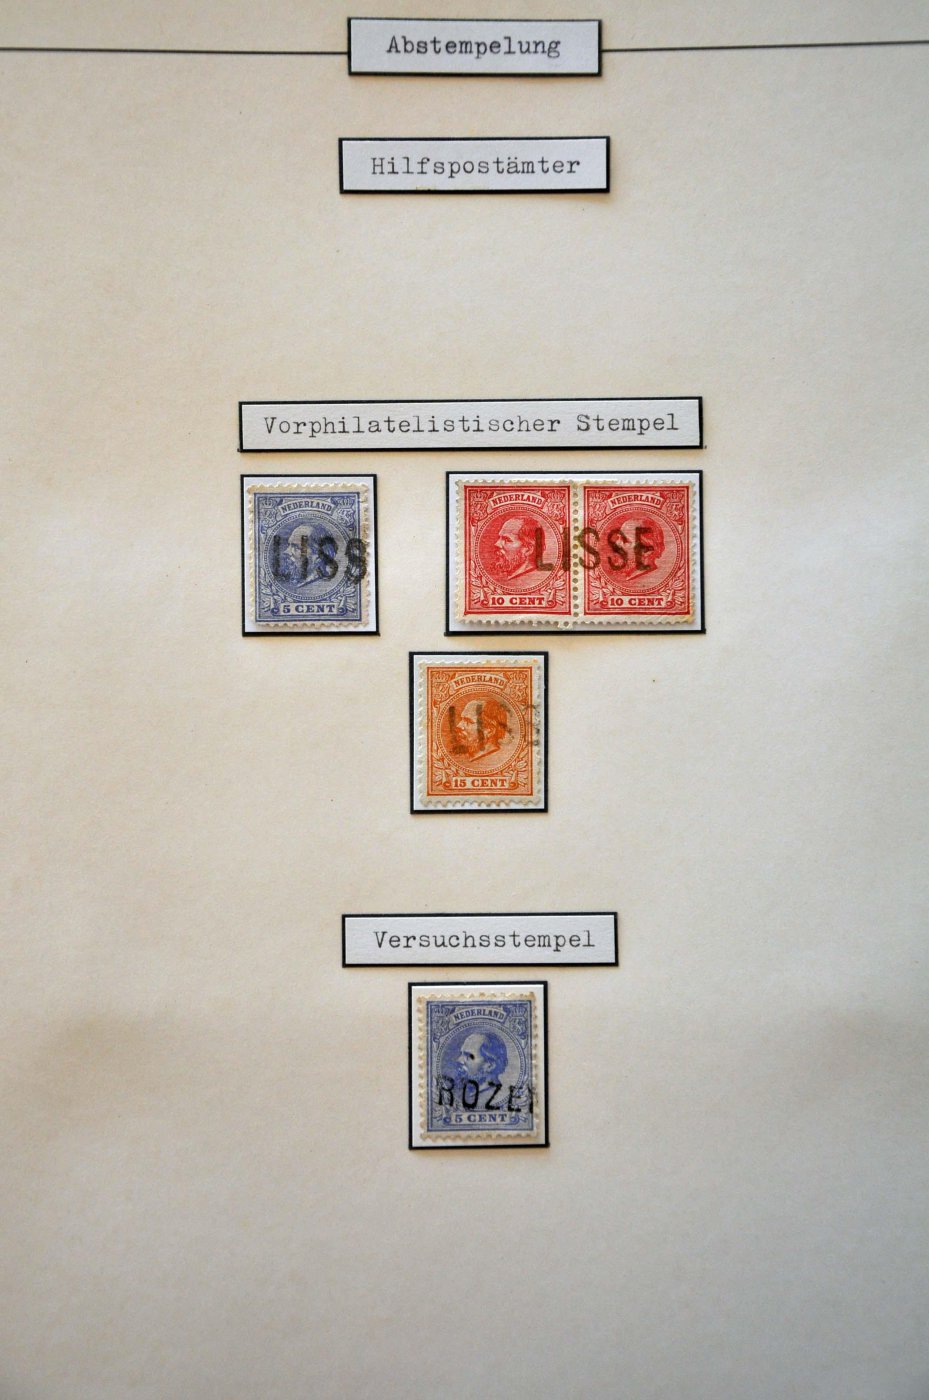 Abstempelung
Hilfspostämter
Vorphilatelistischer Stempel
NEDERLAND
LISS
5 CENT
NEDERLAND NEDERLAND
LISSE
10 CENT 10 CENT
NEDERLAND
LISS
15 CENT
Versuchsstempel
NEDERLAND
ROZE
5 CENT